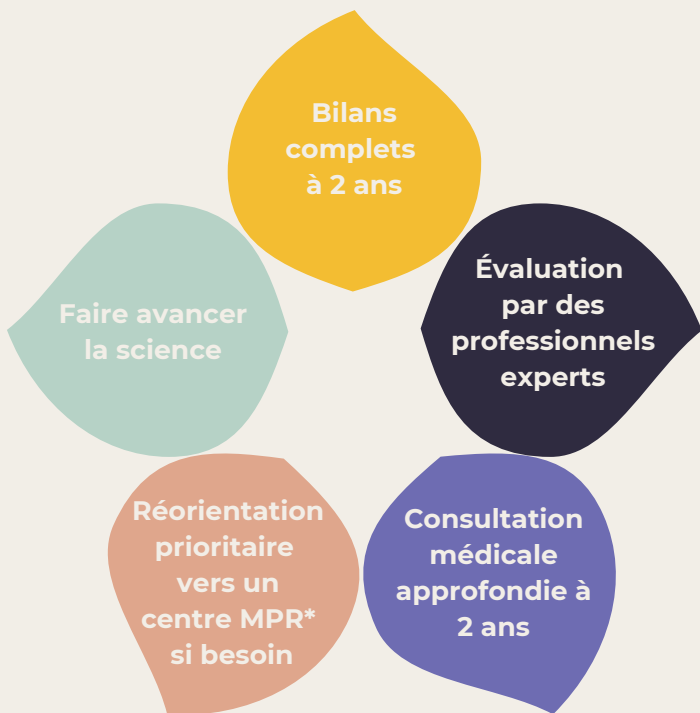 Bilans
complets
à 2 ans
Évaluation
par des
professionnels
experts
Consultation
médicale
approfondie à
2 ans
Réorientation
prioritaire
vers un
centre MPR*
si besoin
Faire avancer
la science